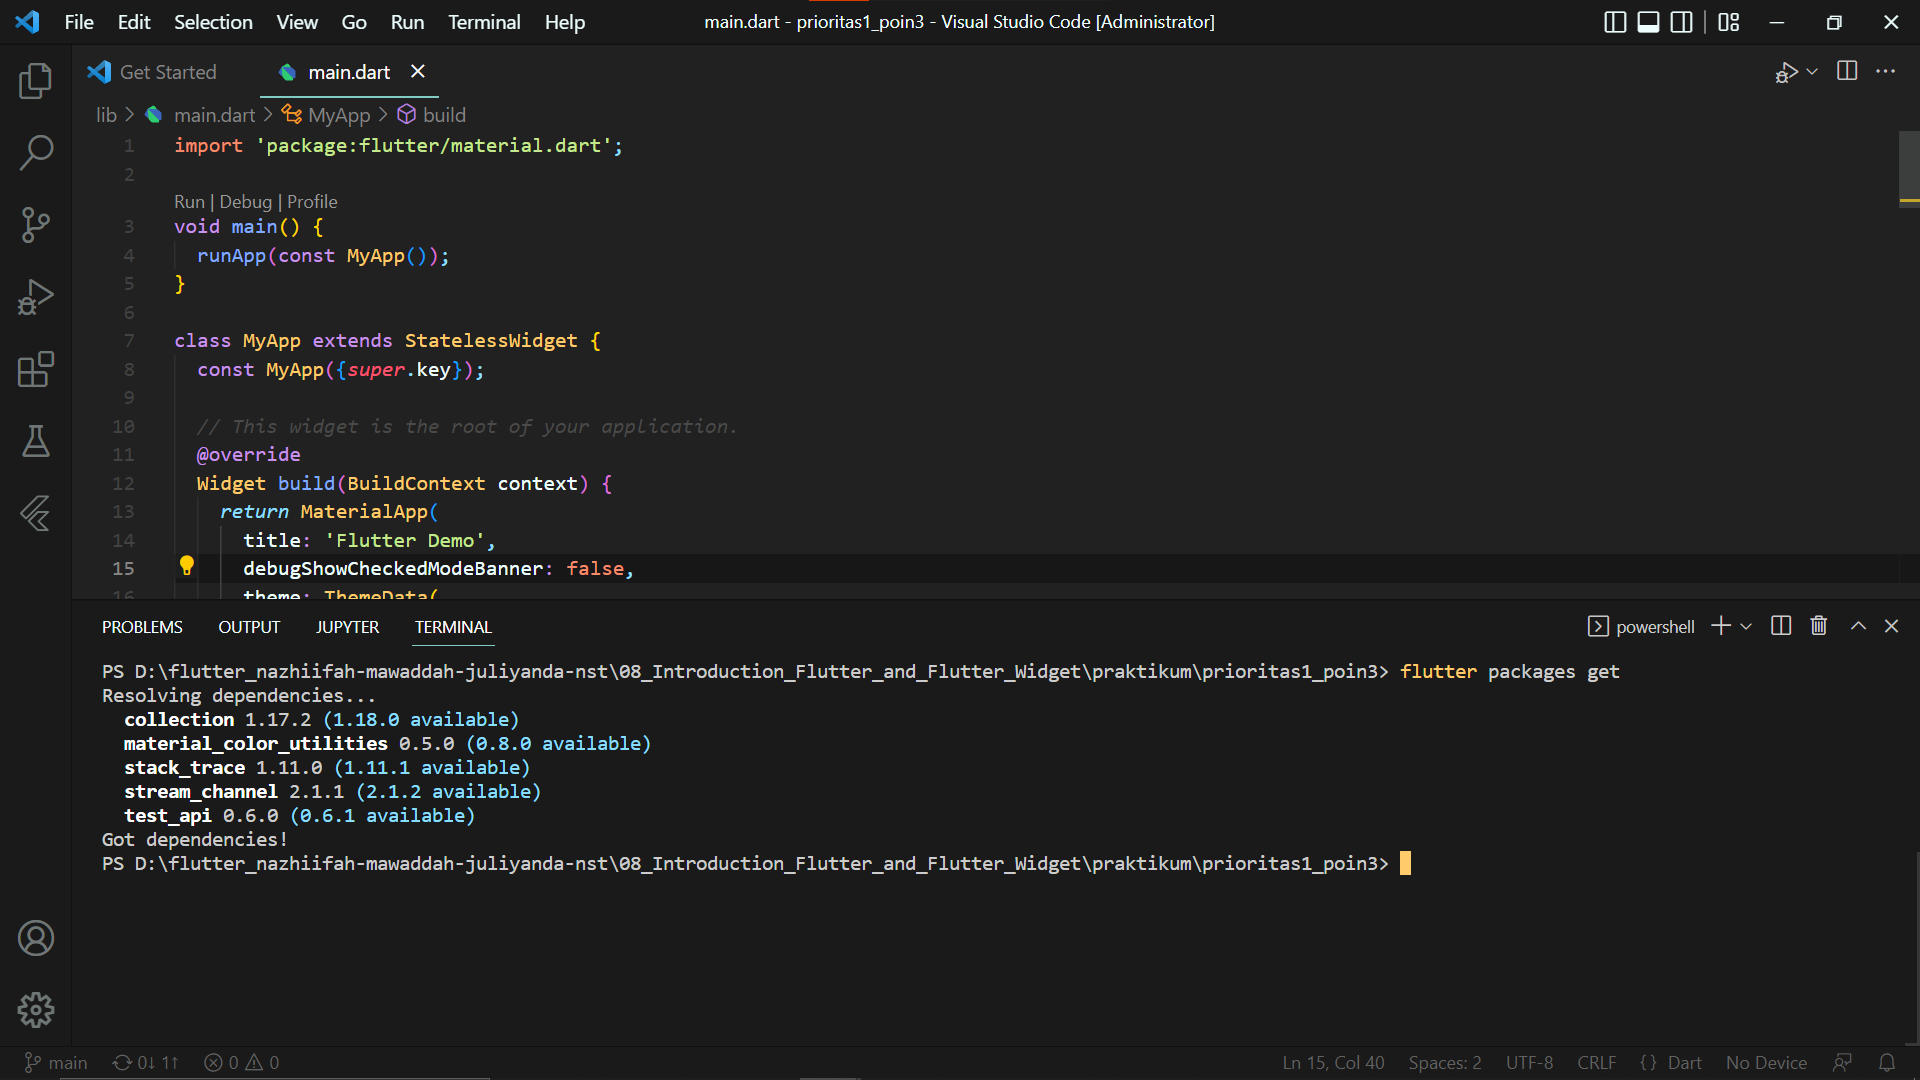 File Edit Selection View Go Run Terminal Help main.dart - prioritas1_poin3 - Visual Studio Code [Administrator]
Get Started main.dart
lib > main.dart > MyApp > build
1 import 'package:flutter/material.dart';
2
Run | Debug | Profile
3 void main() {
4 runApp(const MyApp());
5 }
6
7 class MyApp extends StatelessWidget {
8 const MyApp({super.key});
9
10 // This widget is the root of your application.
11 @override
12 Widget build(BuildContext context) {
13 return MaterialApp(
14 title: 'Flutter Demo',
15 debugShowCheckedModeBanner: false,
16 theme: ThemeData(
PROBLEMS OUTPUT JUPYTER TERMINAL powershell
PS D:\flutter_nazhiifah-mawaddah-juliyanda-nst\08_Introduction_Flutter_and_Flutter_Widget\praktikum\prioritas1_poin3> flutter packages get
Resolving dependencies...
collection 1.17.2 (1.18.0 available)
material_color_utilities 0.5.0 (0.8.0 available)
stack_trace 1.11.0 (1.11.1 available)
stream_channel 2.1.1 (2.1.2 available)
test_api 0.6.0 (0.6.1 available)
Got dependencies!
PS D:\flutter_nazhiifah-mawaddah-juliyanda-nst\08_Introduction_Flutter_and_Flutter_Widget\praktikum\prioritas1_poin3>
main 0↓ 1↑ 0 0 Ln 15, Col 40 Spaces: 2 UTF-8 CRLF {} Dart No Device